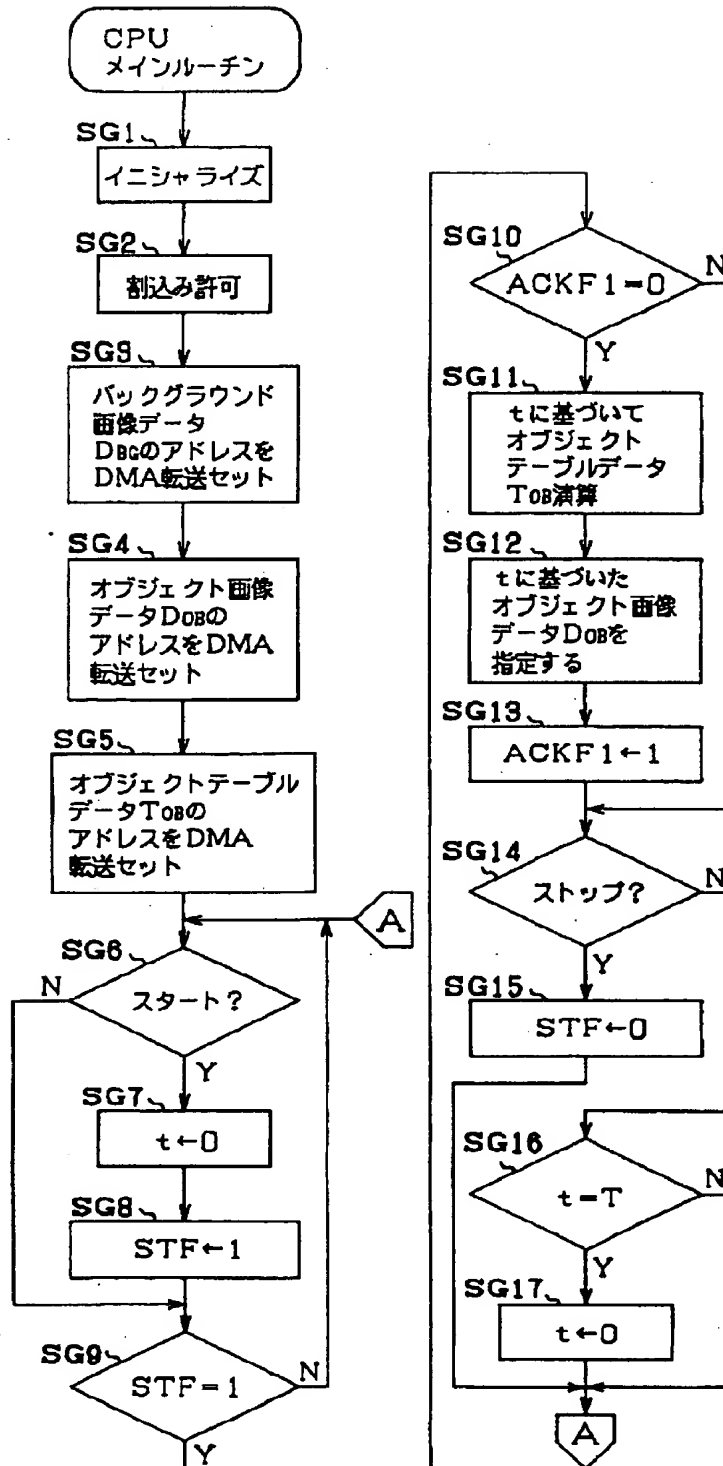 CPU
メインルーチン
SG1
イニシャライズ
SG2
割込み許可
SG3
バックグラウンド
画像データ
DBGのアドレスを
DMA転送セット
SG4
オブジェクト画像
データDOBの
アドレスをDMA
転送セット
SG5
オブジェクトテーブル
データTOBの
アドレスをDMA
転送セット
A
SG6
N
スタート?
Y
SG7
t←0
SG8
STF←1
SG9
N
STF=1
Y
SG10
N
ACKF1=0
Y
SG11
tに基づいて
オブジェクト
テーブルデータ
TOB演算
SG12
tに基づいた
オブジェクト画像
データDOBを
指定する
SG13
ACKF1←1
SG14
N
ストップ?
Y
SG15
STF←0
SG16
N
t=T
Y
SG17
t←0
A